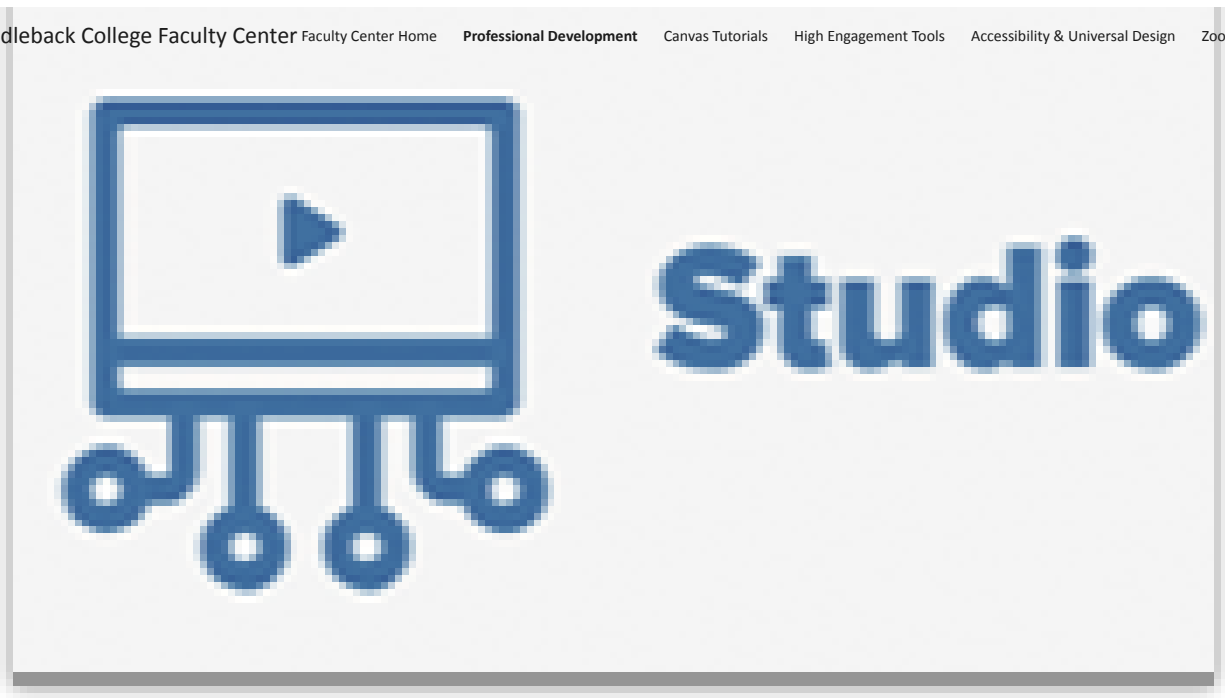 dleback College Faculty Center Faculty Center Home Professional Development Canvas Tutorials High Engagement Tools Accessibility & Universal Design Zoo
Studio